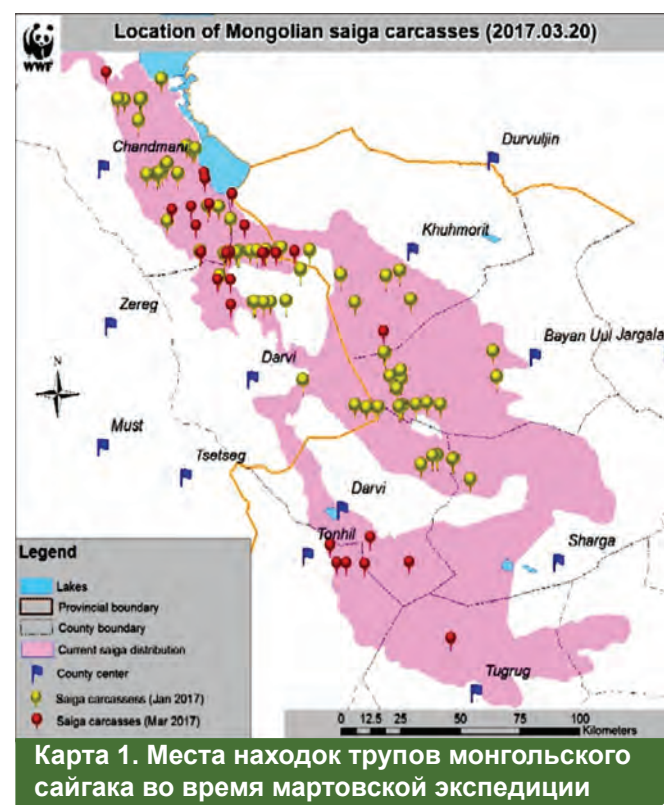 Location of Mongolian saiga carcasses (2017.03.20)
WWF
Durvuljin
Chandmani
Khuhmorit
Zereg
Bayan Uul Jargala
Darvi
N
Must
Tsetseg
Darvi
Tonhil
Sharga
Tugrug
Legend
Lakes
Provincial boundary
County boundary
Current saiga distribution
County center
Saiga carcassess (Jan 2017)
Saiga carcasses (Mar 2017)
0 12.5 25 50 75 100
Kilometers
Карта 1. Места находок трупов монгольского
сайгака во время мартовской экспедиции